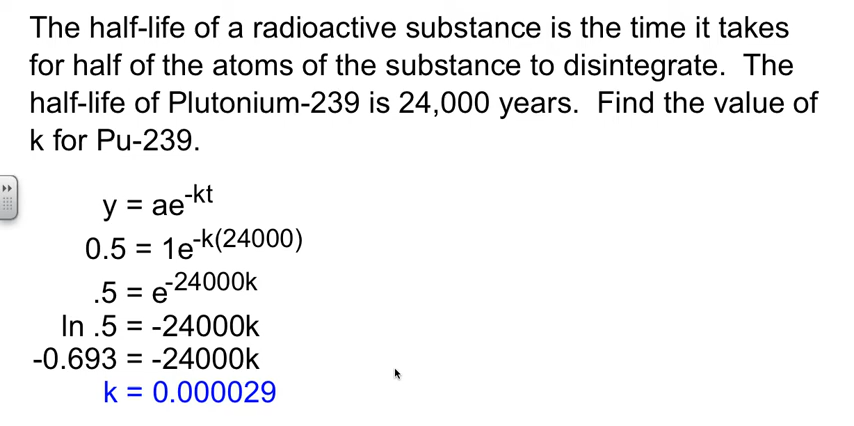 The half-life of a radioactive substance is the time it takes
for half of the atoms of the substance to disintegrate.  The
half-life of Plutonium-239 is 24,000 years.  Find the value of
k for Pu-239.
y = ae^-kt
0.5 = 1e^-k(24000)
.5 = e^-24000k
ln .5 = -24000k
-0.693 = -24000k
k = 0.000029